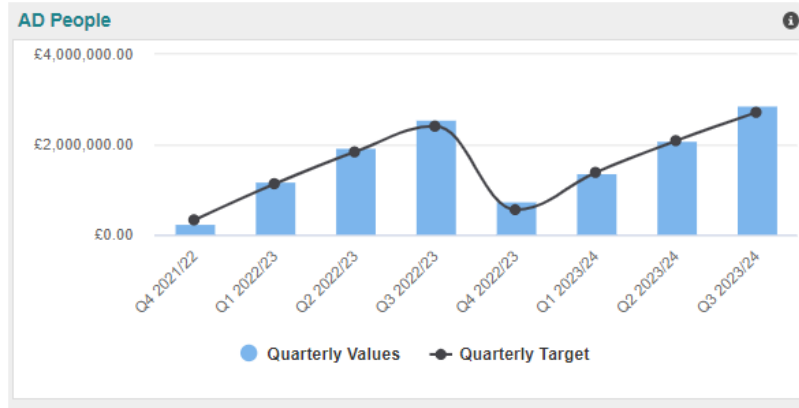 AD People
£4,000,000.00
£2,000,000.00
£0.00
Q4 2021/22
Q1 2022/23
Q2 2022/23
Q3 2022/23
Q4 2022/23
Q1 2023/24
Q2 2023/24
Q3 2023/24
Quarterly Values
Quarterly Target